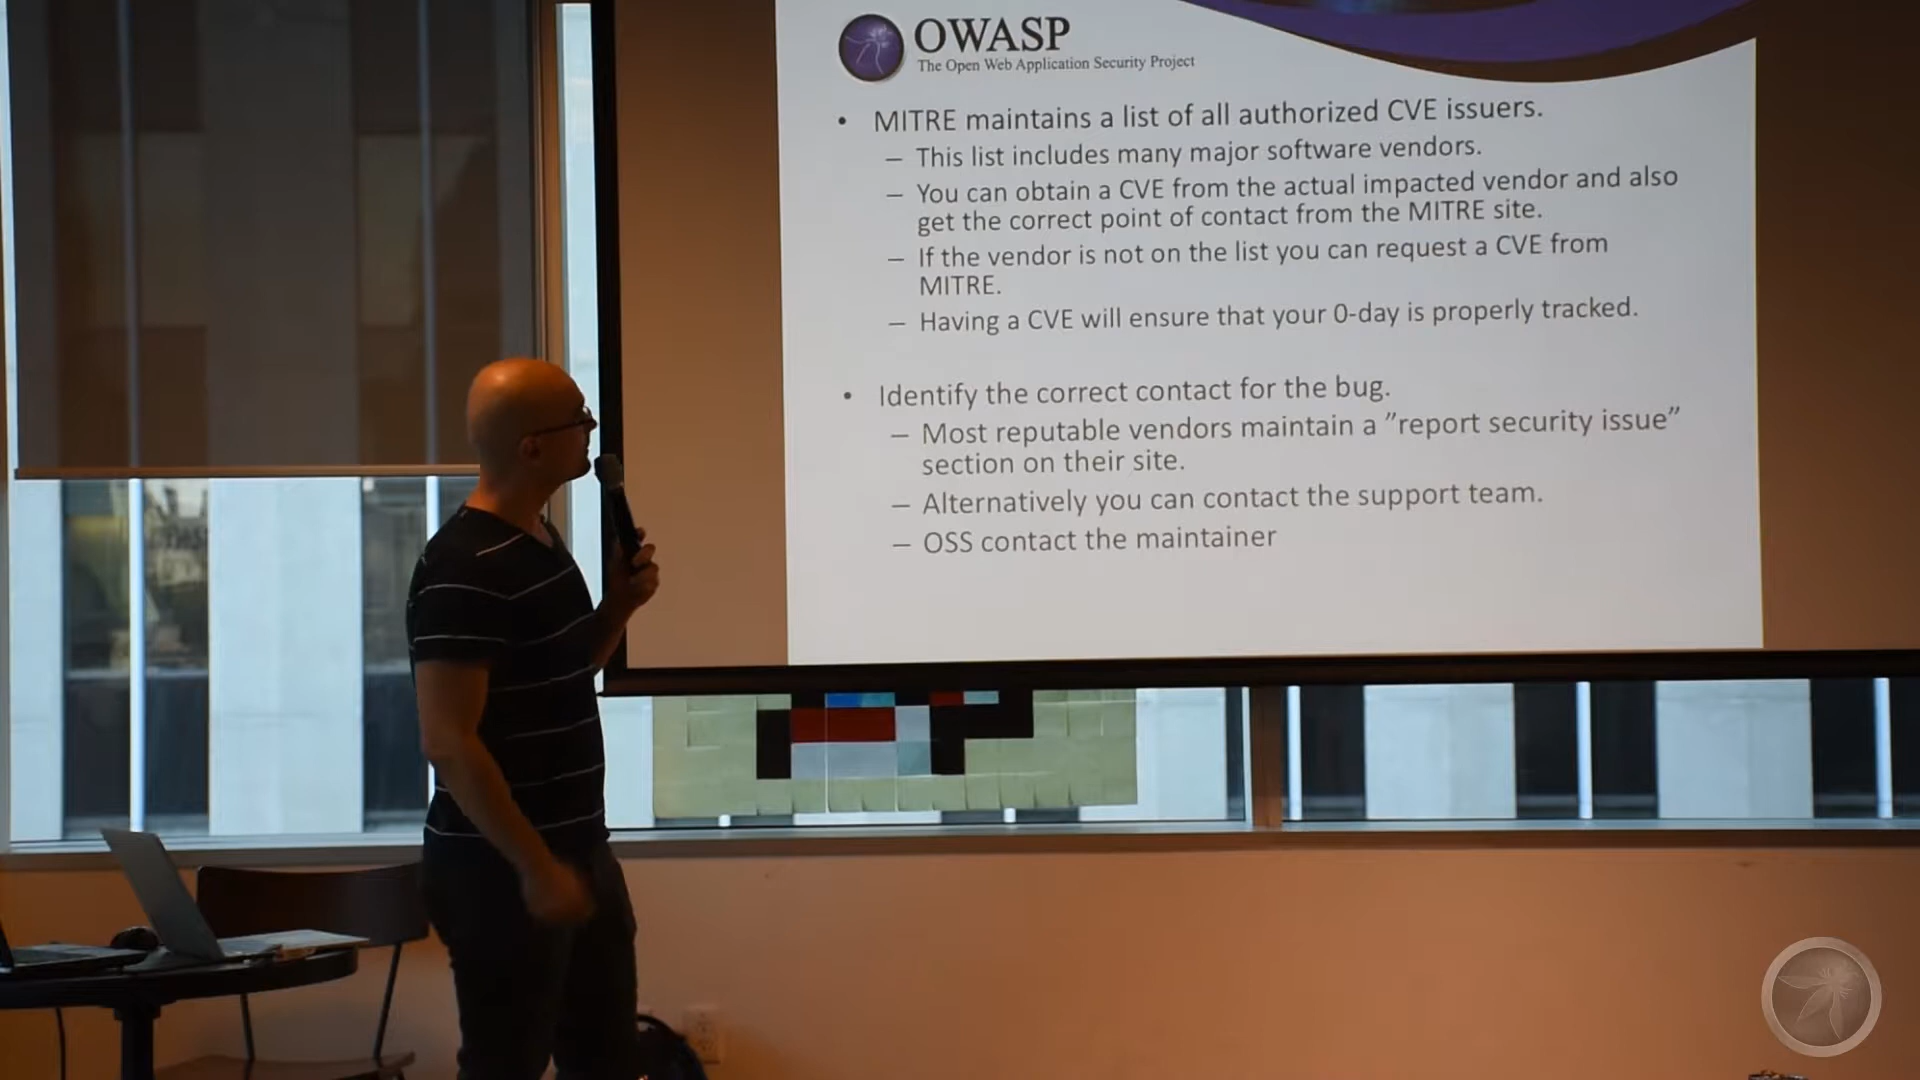 OWASP
The Open Web Application Security Project
• MITRE maintains a list of all authorized CVE issuers.
– This list includes many major software vendors.
– You can obtain a CVE from the actual impacted vendor and also
get the correct point of contact from the MITRE site.
– If the vendor is not on the list you can request a CVE from
MITRE.
– Having a CVE will ensure that your 0-day is properly tracked.
• Identify the correct contact for the bug.
– Most reputable vendors maintain a ”report security issue”
section on their site.
– Alternatively you can contact the support team.
– OSS contact the maintainer